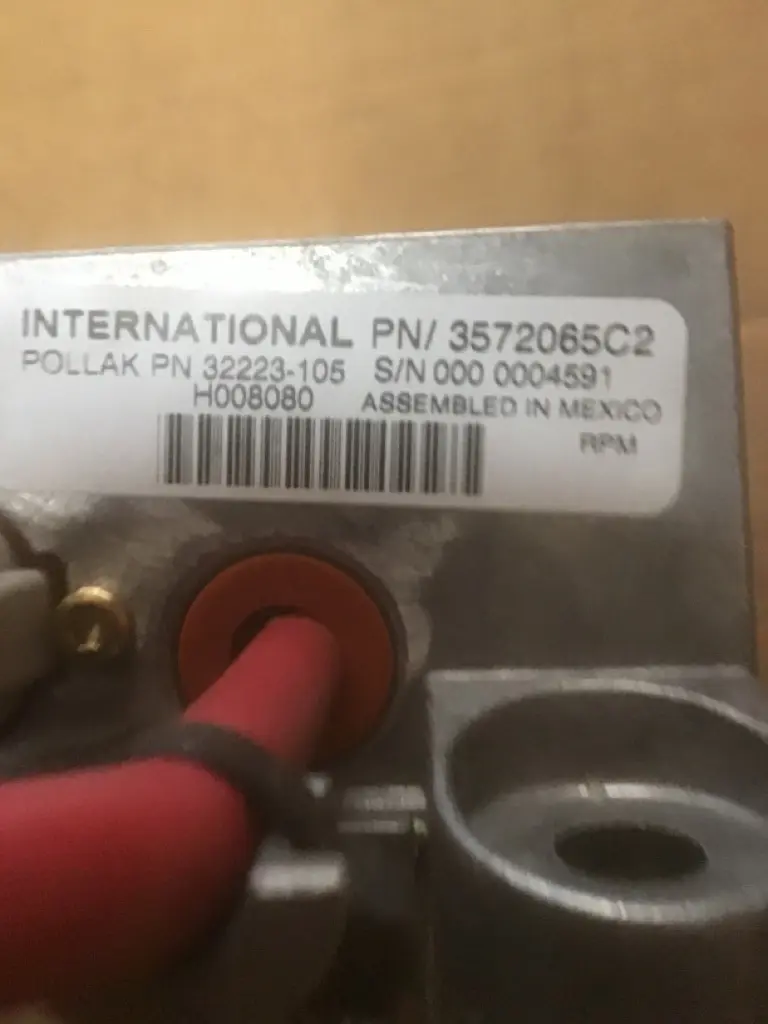 INTERNATIONAL PN/ 3572065C2
POLLAK PN 32223-105 S/N 000 0004591
H008080 ASSEMBLED IN MEXICO
RPM